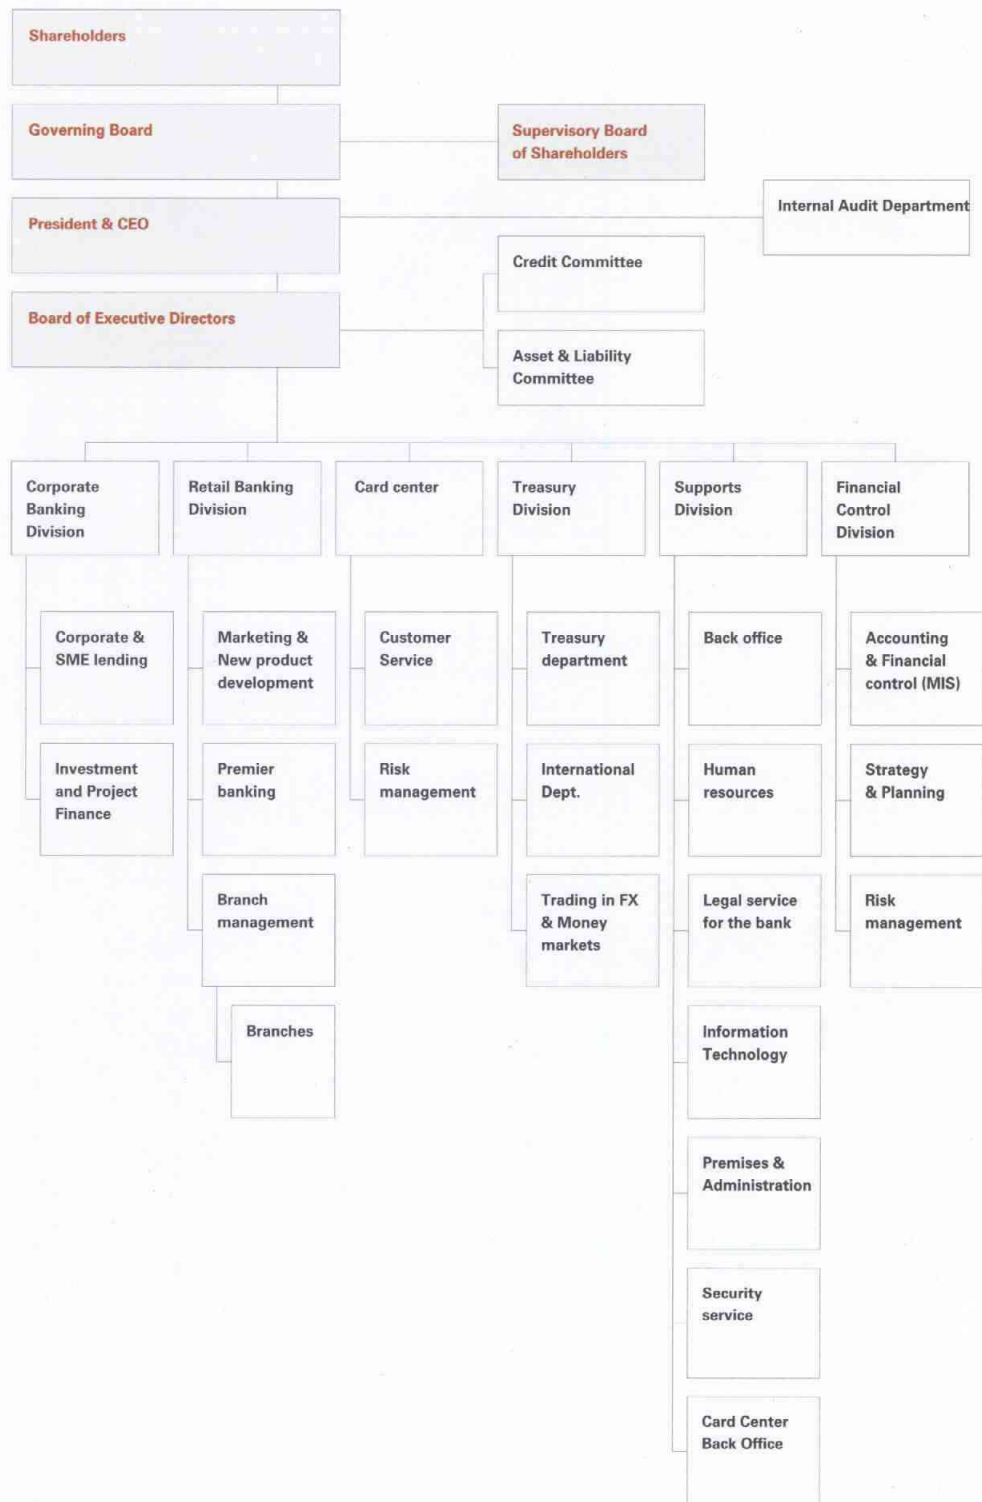 Shareholders
Governing Board
Supervisory Board
of Shareholders
President & CEO
Internal Audit Department
Credit Committee
Board of Executive Directors
Asset & Liability
Committee
Corporate
Banking
Division
Retail Banking
Division
Card center
Treasury
Division
Supports
Division
Financial
Control
Division
Corporate &
SME lending
Marketing &
New product
development
Customer
Service
Treasury
department
Back office
Accounting
& Financial
control (MIS)
Investment
and Project
Finance
Premier
banking
Risk
management
International
Dept.
Human
resources
Strategy
& Planning
Branch
management
Trading in FX
& Money
markets
Legal service
for the bank
Risk
management
Branches
Information
Technology
Premises &
Administration
Security
service
Card Center
Back Office